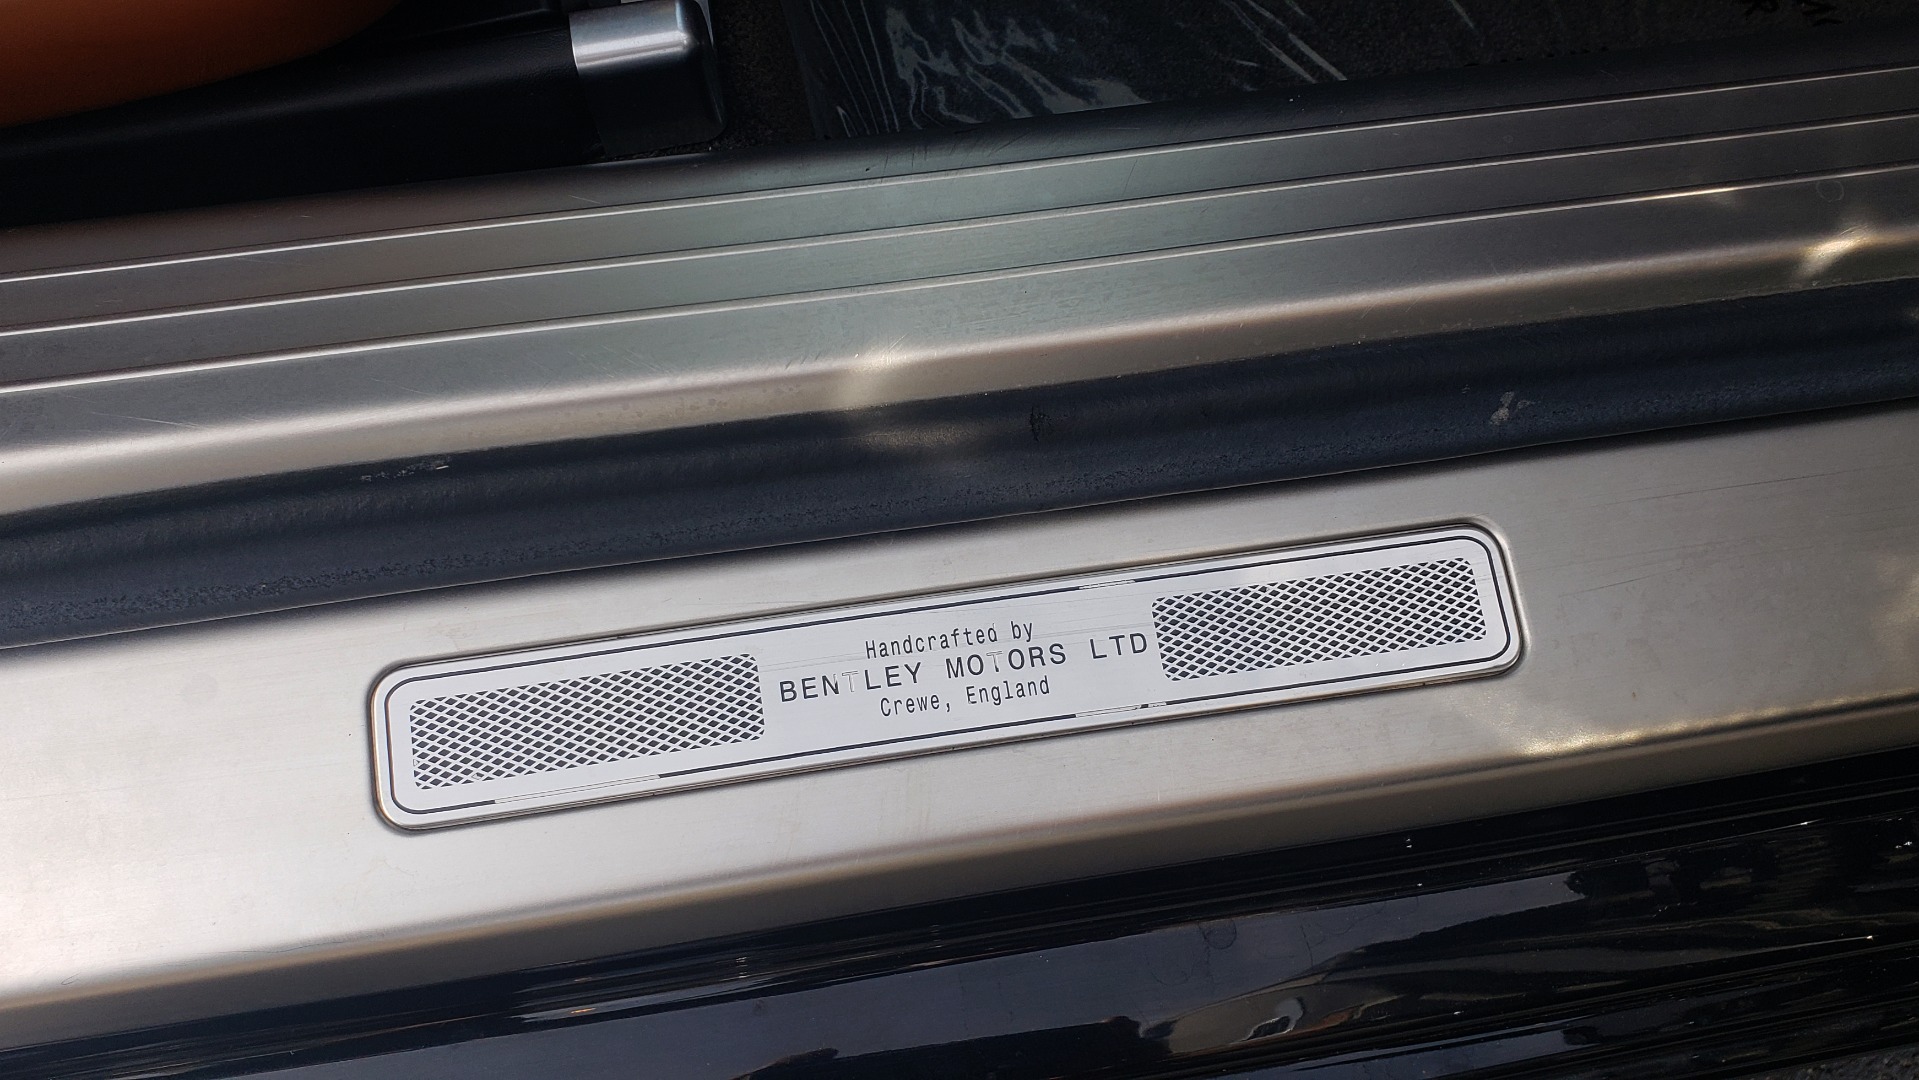 Handcrafted by
BENTLEY MOTORS LTD
Crewe, England